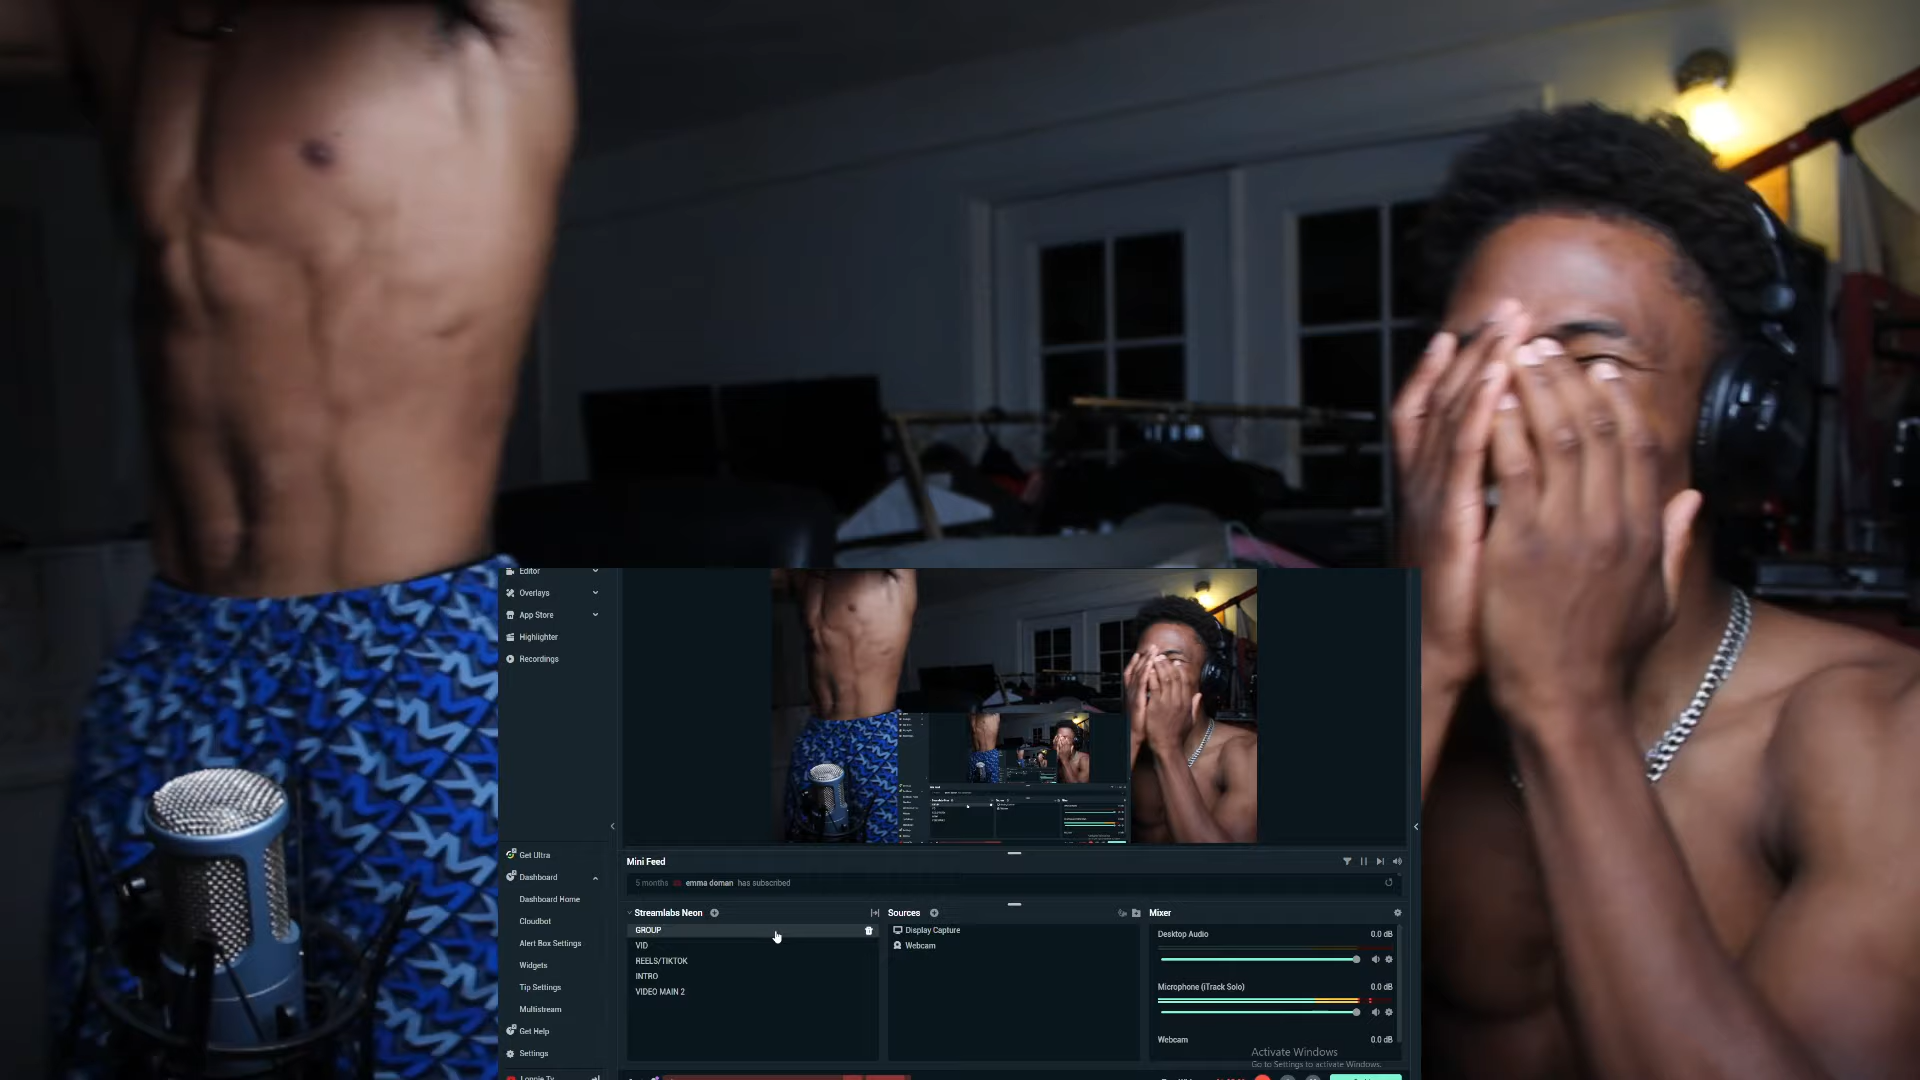 Editor
Overlays
App Store
Highlighter
Recordings
Get Ultra
Dashboard
Dashboard Home
Cloudbot
Alert Box Settings
Widgets
Tip Settings
Multistream
Get Help
Settings
Mini Feed
5 months emma doman has subscribed
Streamlabs Neon
GROUP
VID
REELS/TIKTOK
INTRO
VIDEO MAIN 2
Sources
Display Capture
Webcam
Mixer
Desktop Audio 0.0 dB
Microphone (iTrack Solo) 0.0 dB
Webcam 0.0 dB
Activate Windows
Go to Settings to activate Windows.